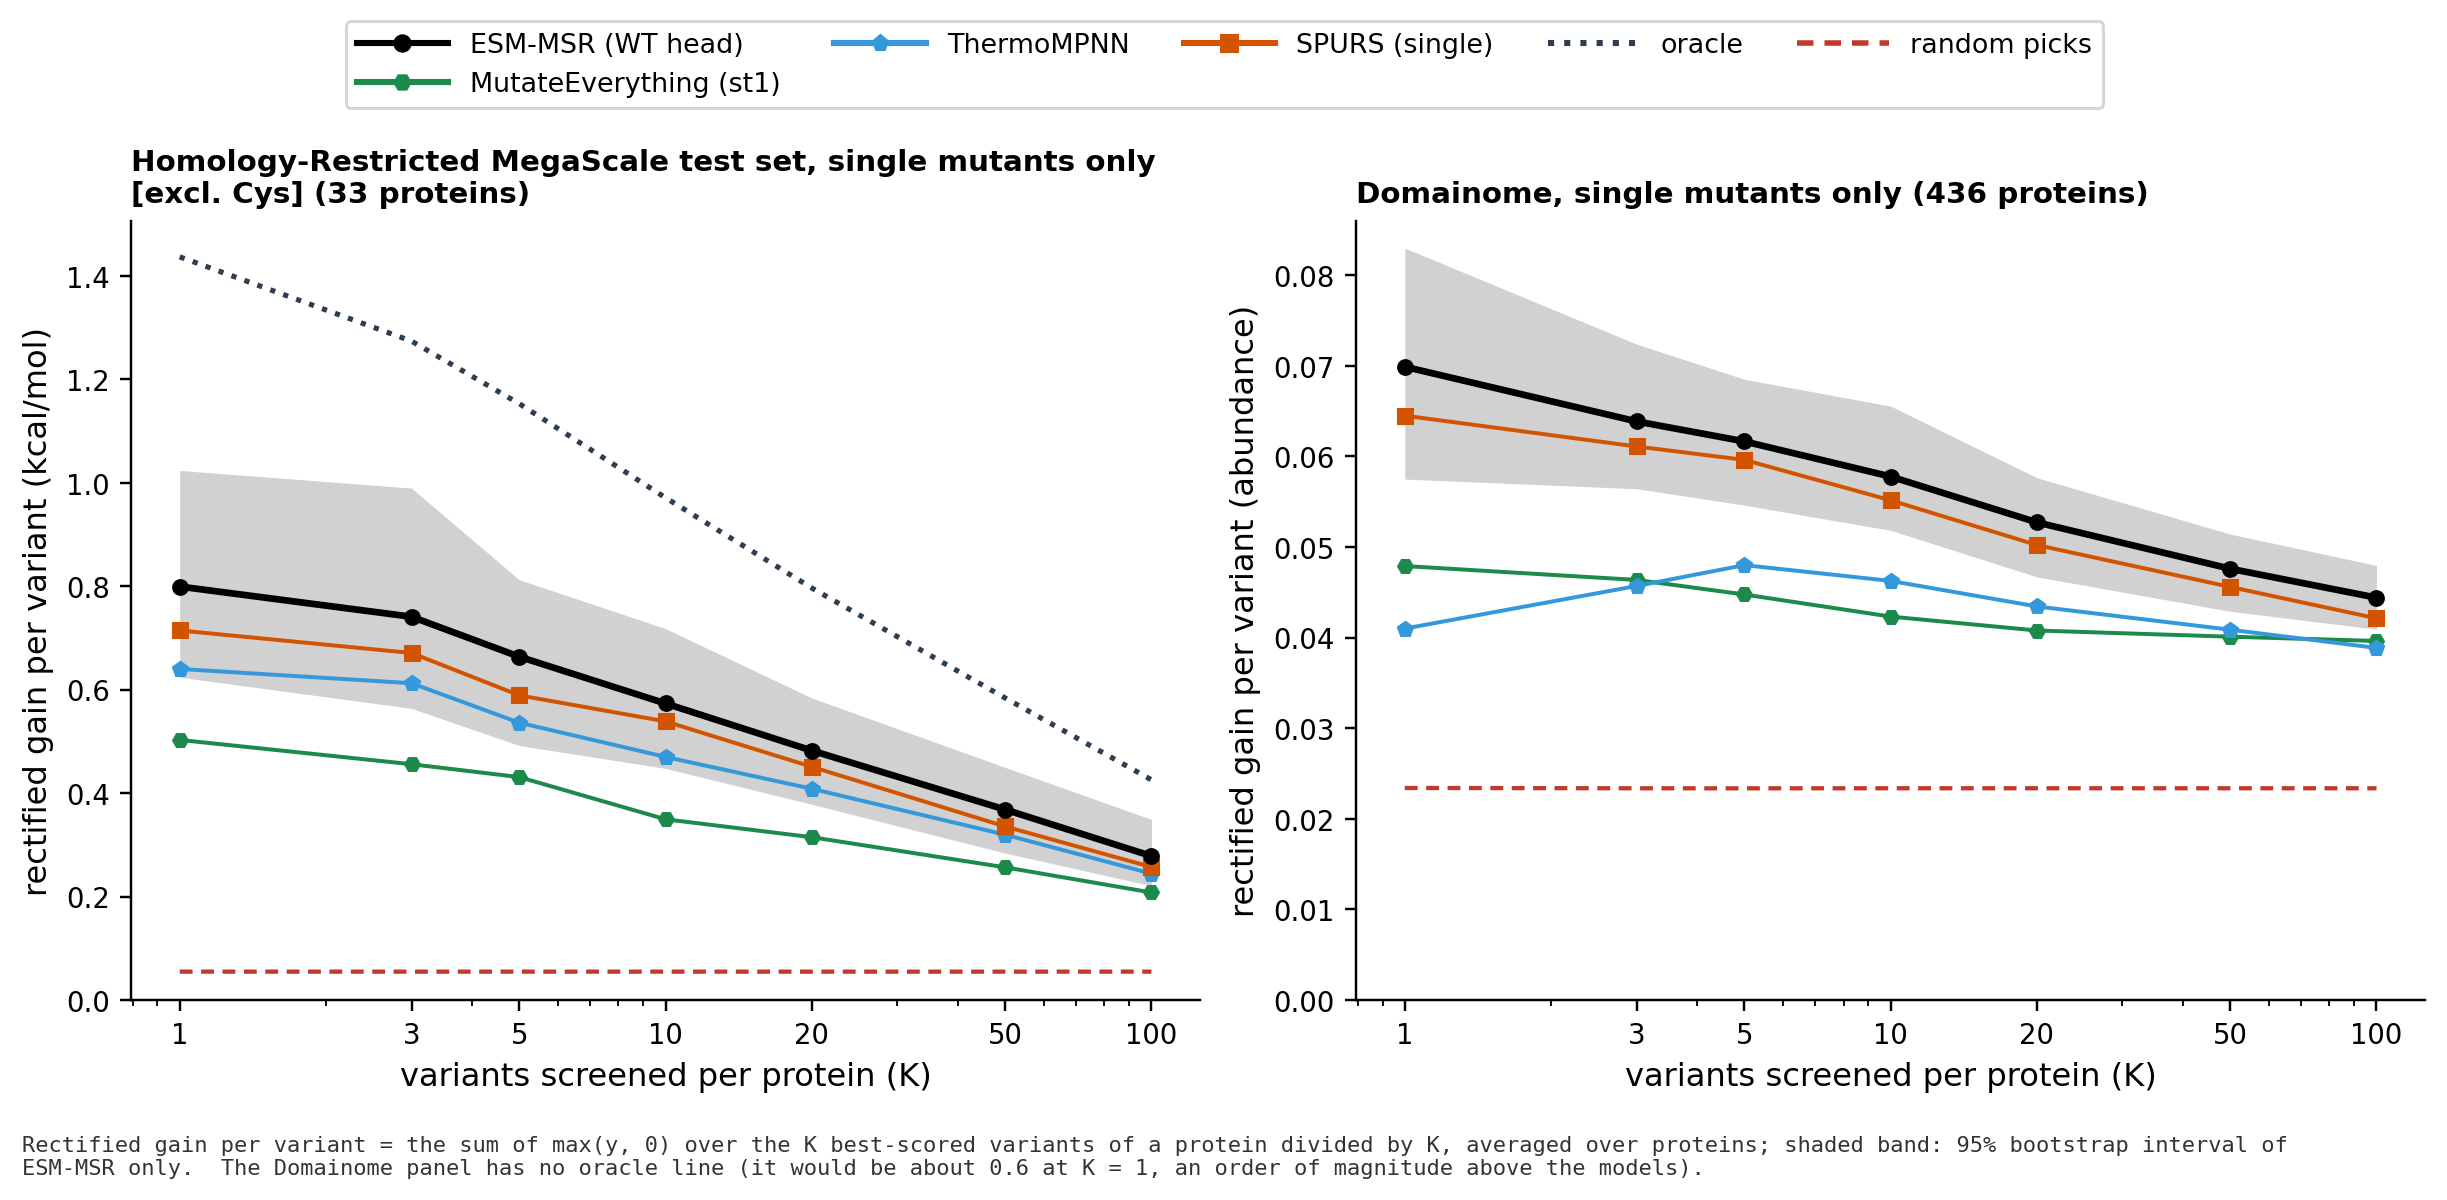 ESM-MSR (WT head)
MutateEverything (st1)
ThermoMPNN
SPURS (single)
oracle
random picks
Homology-Restricted MegaScale test set, single mutants only
[excl. Cys] (33 proteins)
rectified gain per variant (kcal/mol)
1.4
1.2
1.0
0.8
0.6
0.4
0.2
0.0
1 3 5 10 20 50 100
variants screened per protein (K)
Domainome, single mutants only (436 proteins)
rectified gain per variant (abundance)
0.08
0.07
0.06
0.05
0.04
0.03
0.02
0.01
0.00
1 3 5 10 20 50 100
variants screened per protein (K)
Rectified gain per variant = the sum of max(y, 0) over the K best-scored variants of a protein divided by K, averaged over proteins; shaded band: 95% bootstrap interval of
ESM-MSR only.  The Domainome panel has no oracle line (it would be about 0.6 at K = 1, an order of magnitude above the models).